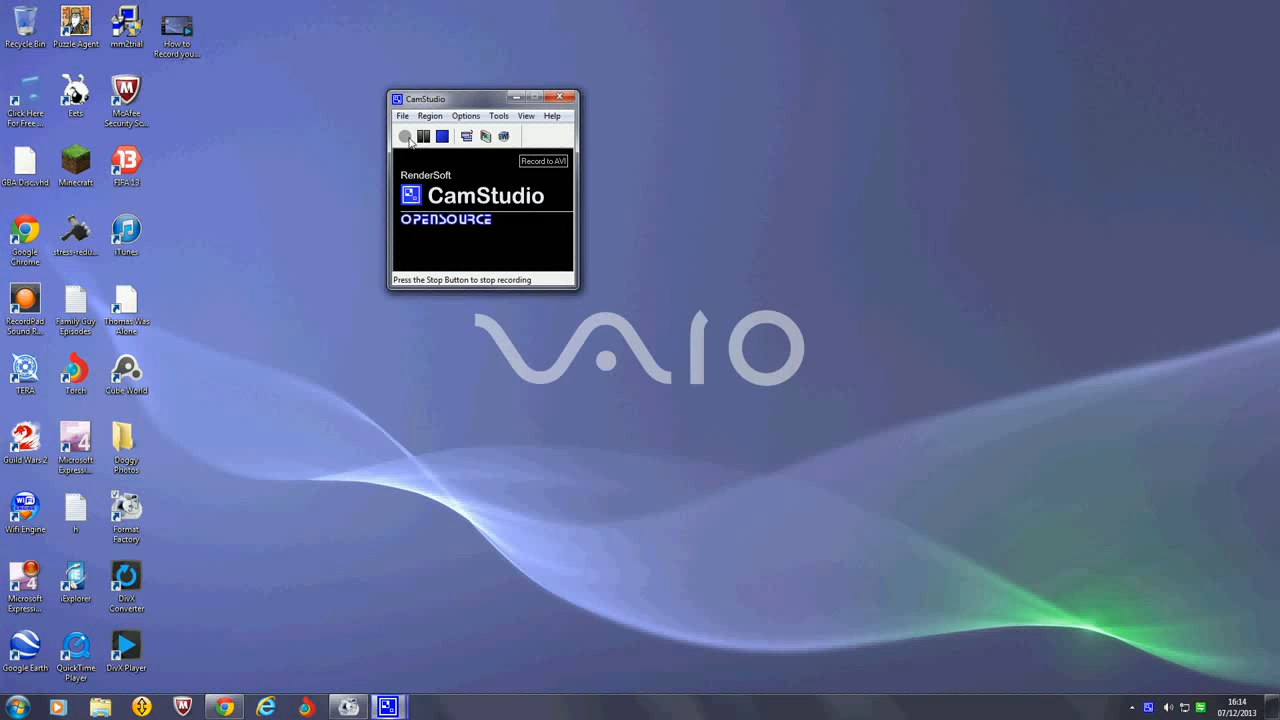 Recycle Bin
Puzzle Agent
mm2trial
How to
Record you...
Click Here
For Free ...
Eets
McAfee
Security Sc...
GBA Disc.vhd
Minecraft
FIFA 13
Google
Chrome
stress-redu...
iTunes
RecordPad
Sound R...
Family Guy
Episodes
Thomas Was
Alone
TERA
Torch
Cube World
Guild Wars 2
Microsoft
Expressi...
Doggy
Photos
Wifi Engine
h
Format
Factory
Microsoft
Expressi...
iExplorer
DivX
Converter
Google Earth
QuickTime
Player
DivX Player
CamStudio
File Region Options Tools View Help
Record to AVI
RenderSoft
CamStudio
OPENSOURCE
Press the Stop Button to stop recording
VAIO
16:14
07/12/2013